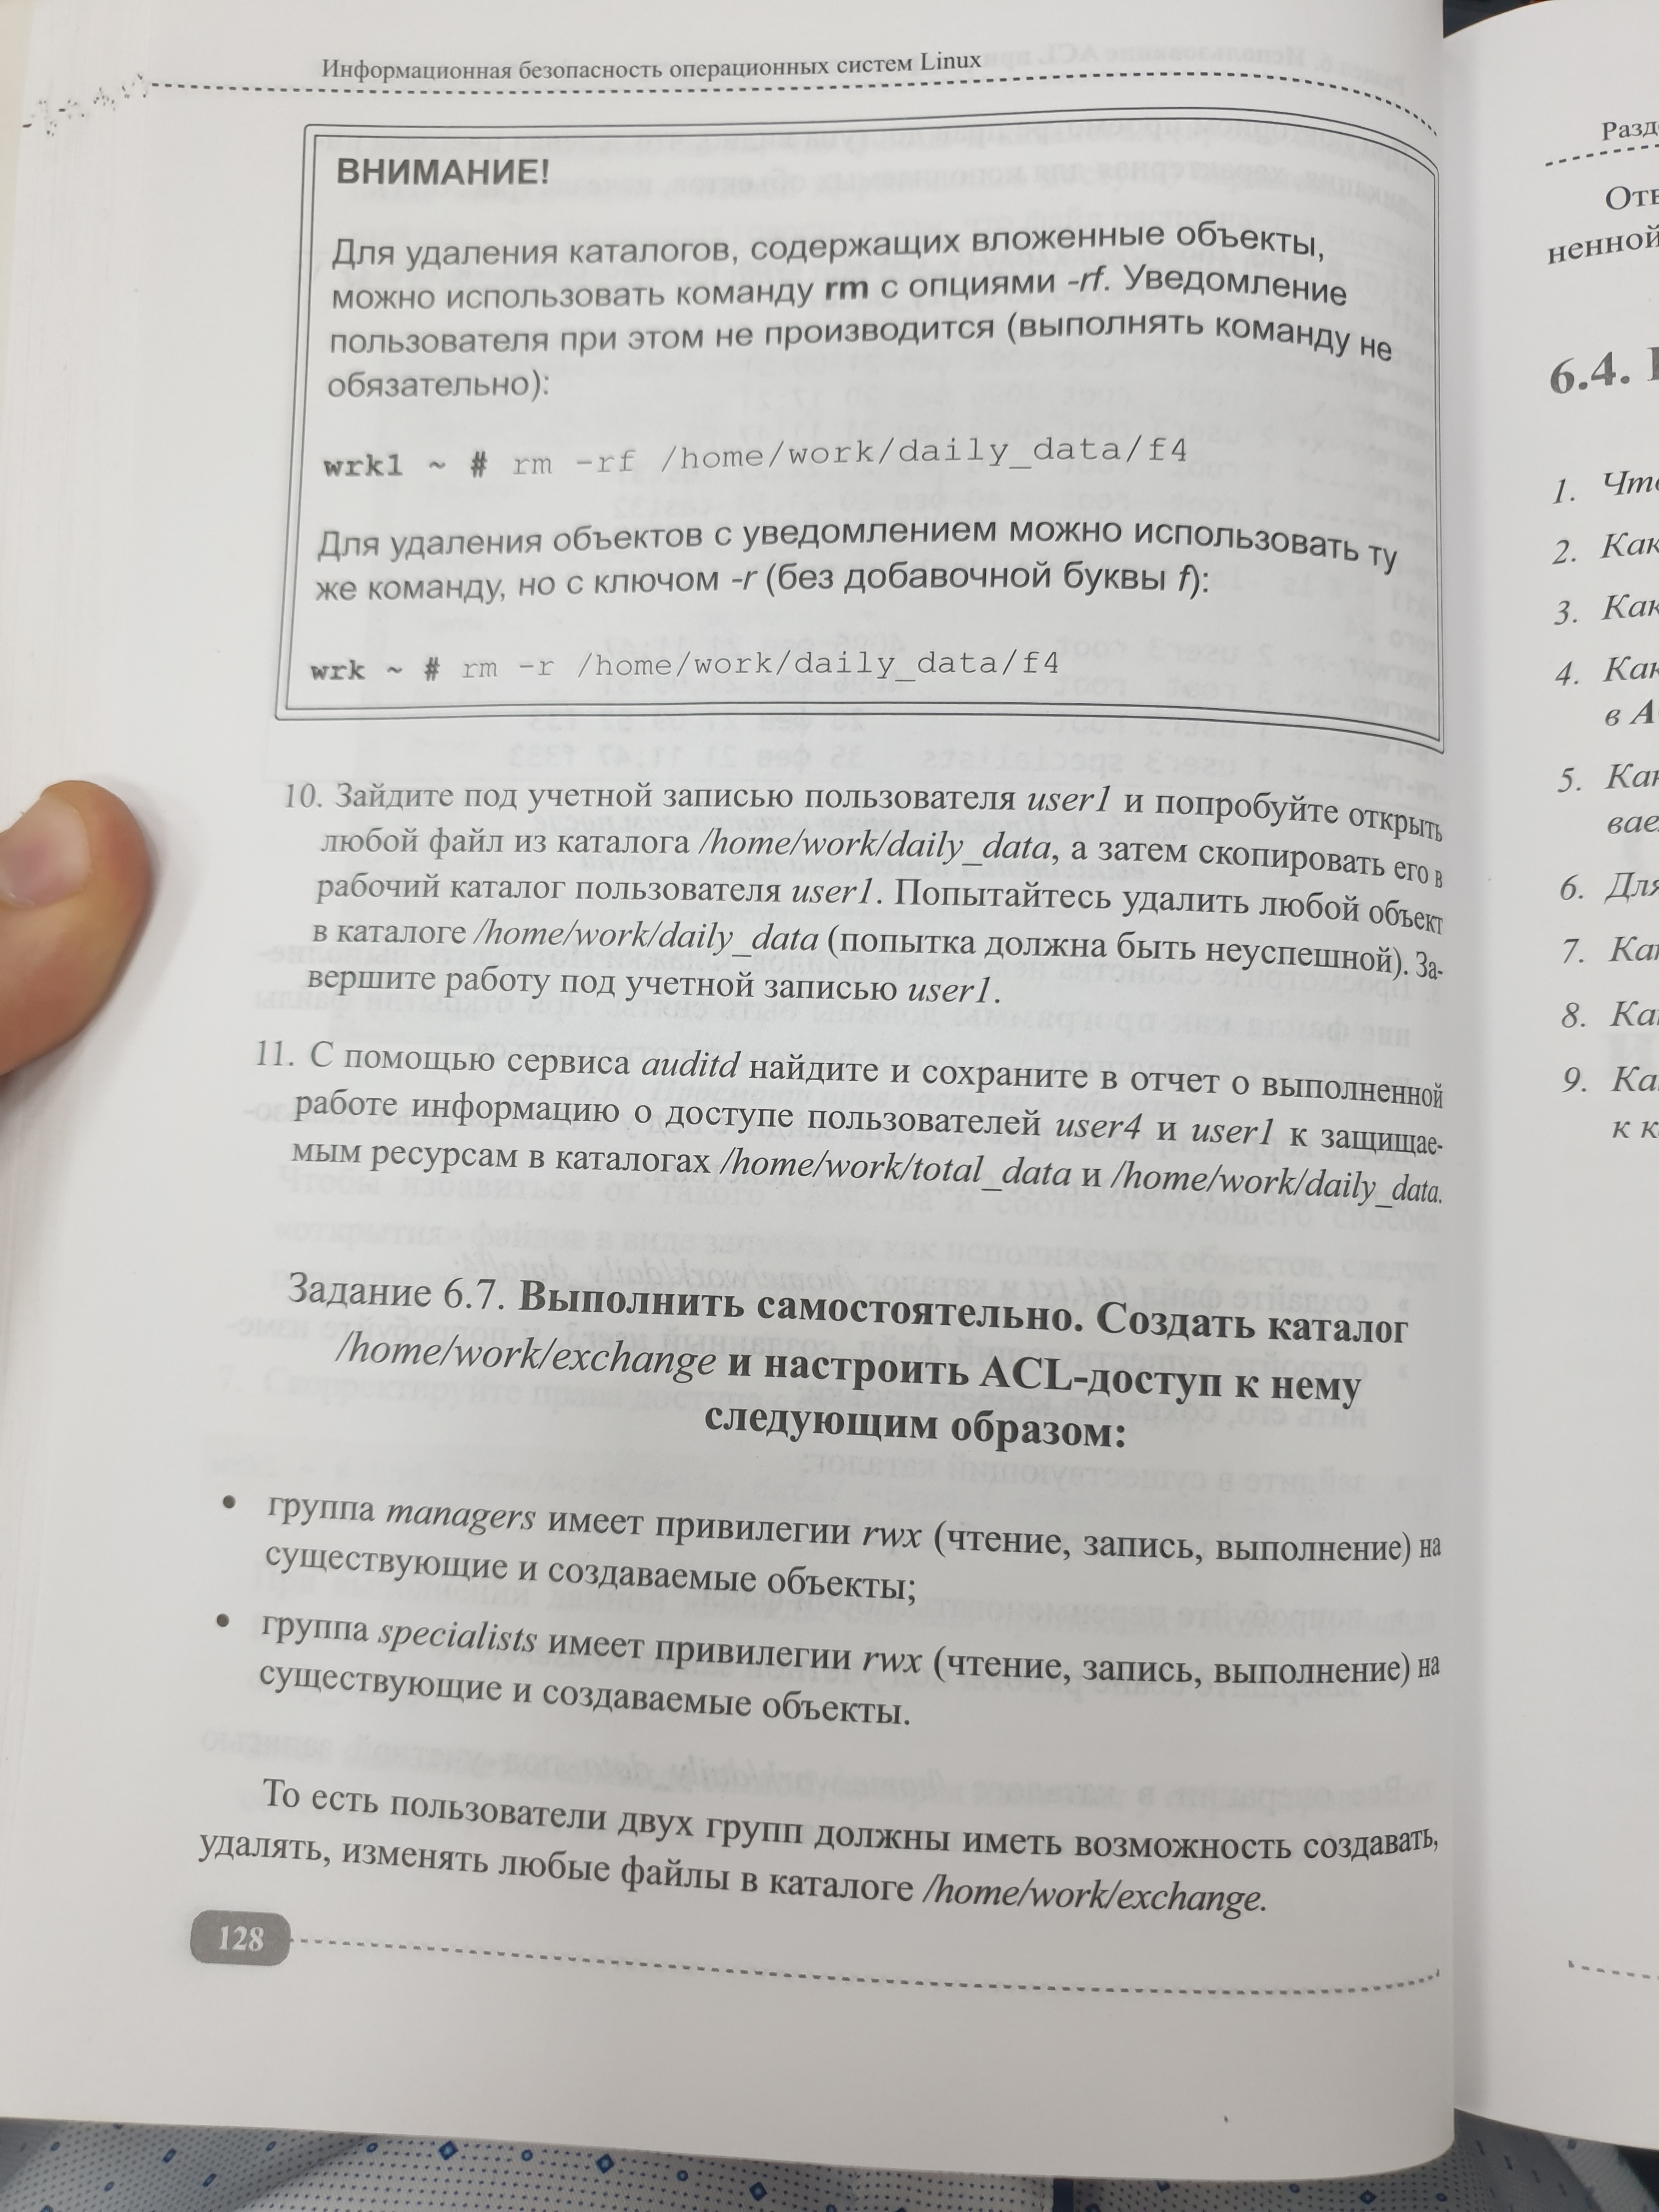 Информационная безопасность операционных систем Linux
ВНИМАНИЕ!
Для удаления каталогов, содержащих вложенные объекты,
можно использовать команду rm с опциями -rf. Уведомление
пользователя при этом не производится (выполнять команду не
обязательно):
wrk1 ~ # rm -rf /home/work/daily_data/f4
Для удаления объектов с уведомлением можно использовать ту
же команду, но с ключом -r (без добавочной буквы f):
wrk ~ # rm -r /home/work/daily_data/f4
10. Зайдите под учетной записью пользователя user1 и попробуйте открыть
любой файл из каталога /home/work/daily_data, а затем скопировать его в
рабочий каталог пользователя user1. Попытайтесь удалить любой объект
в каталоге /home/work/daily_data (попытка должна быть неуспешной). За-
вершите работу под учетной записью user1.
11. С помощью сервиса auditd найдите и сохраните в отчет о выполненной
работе информацию о доступе пользователей user4 и user1 к защищае-
мым ресурсам в каталогах /home/work/total_data и /home/work/daily_data.
Задание 6.7. Выполнить самостоятельно. Создать каталог
/home/work/exchange и настроить ACL-доступ к нему
следующим образом:
• группа managers имеет привилегии rwx (чтение, запись, выполнение) на
существующие и создаваемые объекты;
• группа specialists имеет привилегии rwx (чтение, запись, выполнение) на
существующие и создаваемые объекты.
То есть пользователи двух групп должны иметь возможность создавать,
удалять, изменять любые файлы в каталоге /home/work/exchange.
128
Разд
ненной
6.4.
1.
2. Как
3. Как
4. Как
в
5.
6. Для
7.
8.
9.
к к